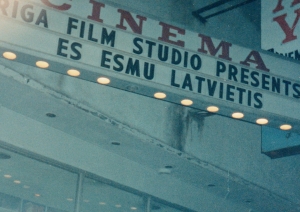 CINEMA
RIGA FILM STUDIO PRESENTS
ES ESMU LATVIETIS